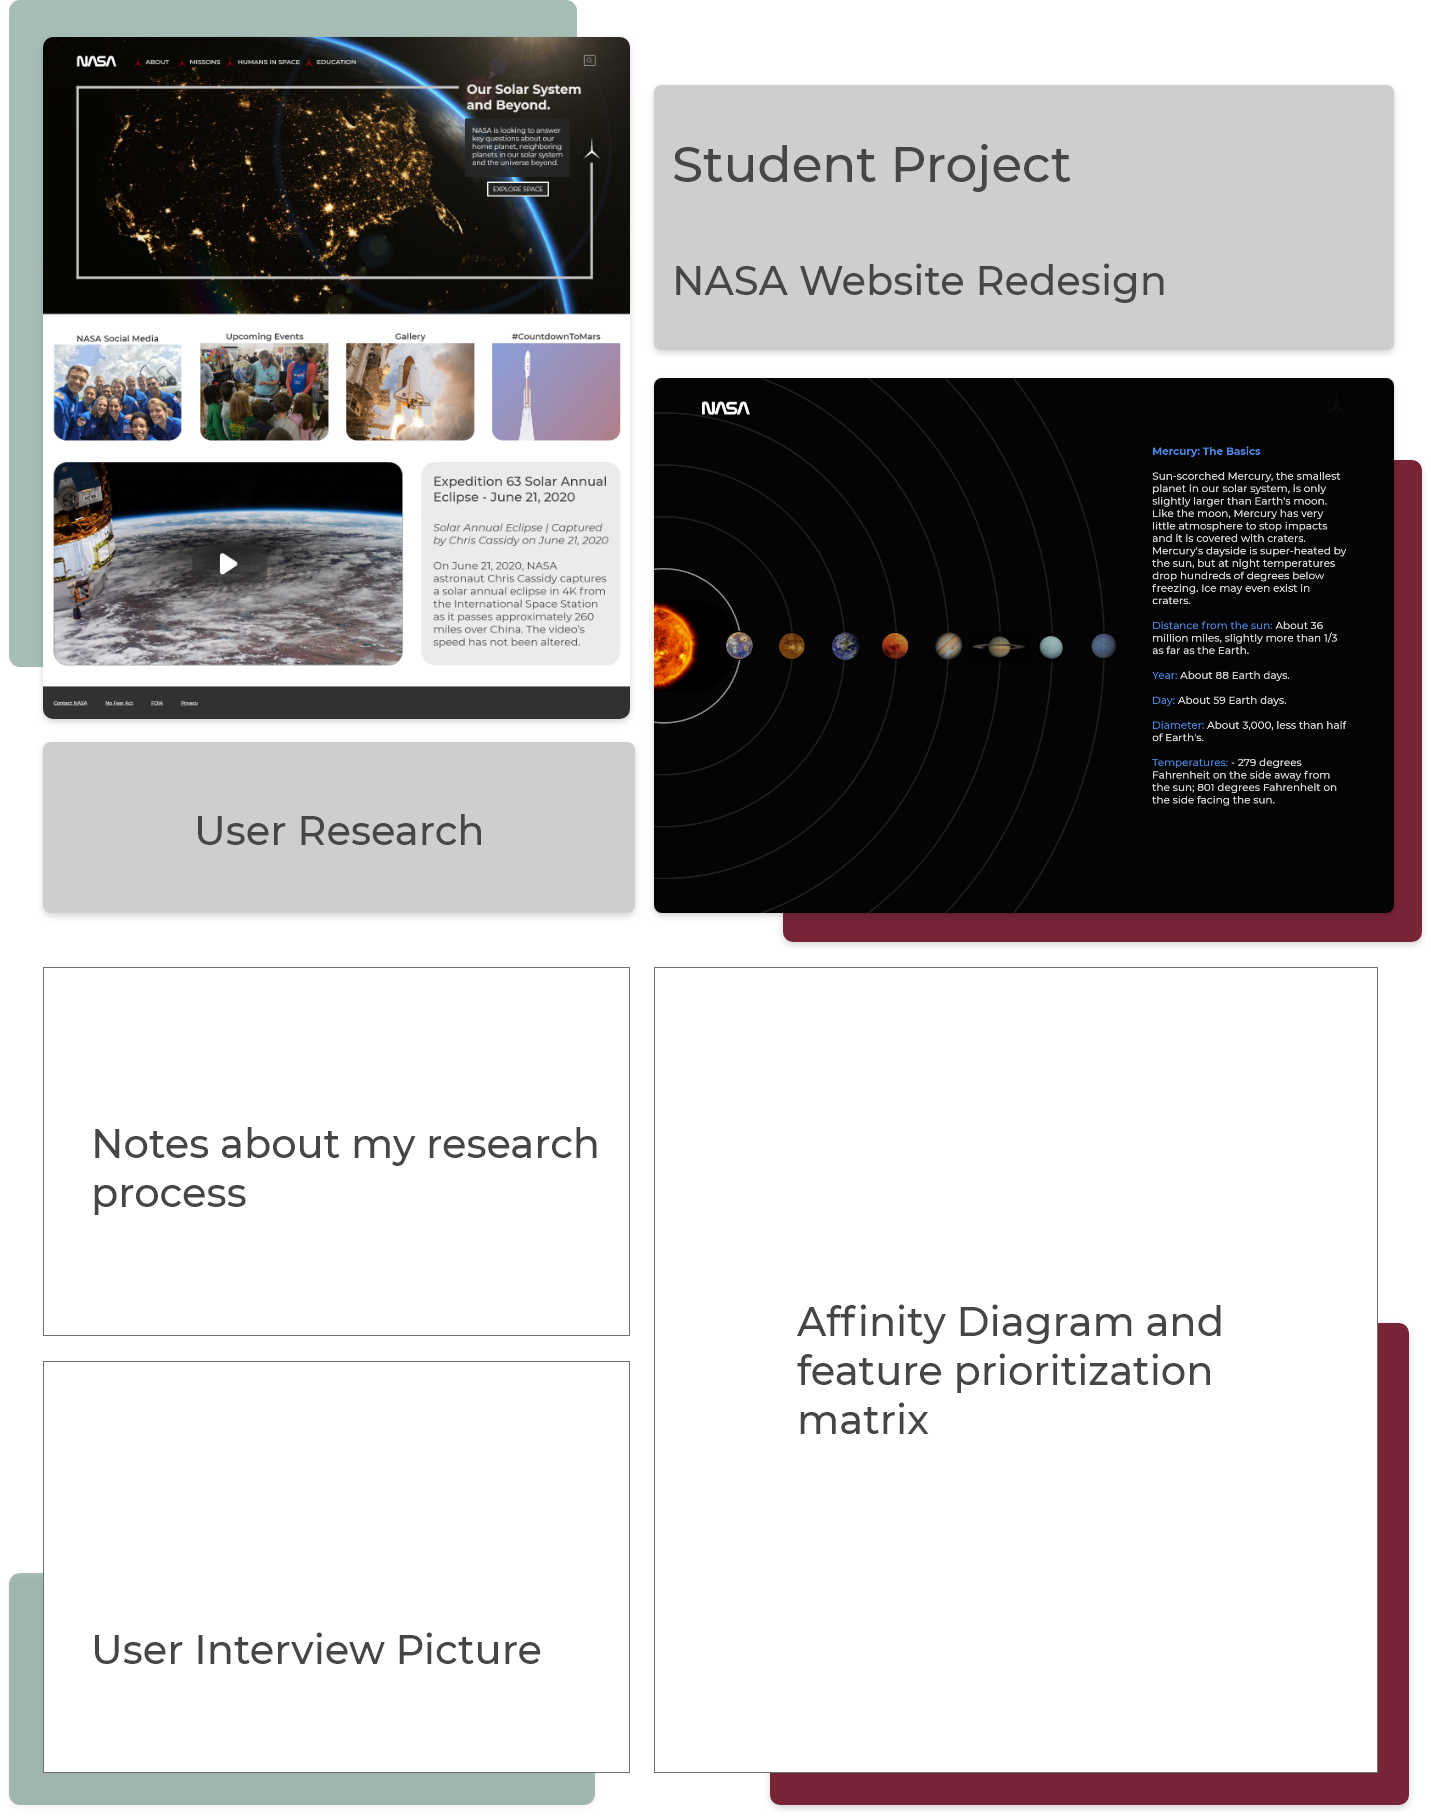 NASA
ABOUT
MISSONS
HUMANS IN SPACE
EDUCATION
Our Solar System
and Beyond.
NASA is looking to answer
key questions about our
home planet, neighboring
planets in our solar system
and the universe beyond.
EXPLORE SPACE
NASA Social Media
Upcoming Events
Gallery
#CountdownToMars
Expedition 63 Solar Annual
Eclipse - June 21, 2020
Solar Annual Eclipse | Captured
by Chris Cassidy on June 21, 2020
On June 21, 2020, NASA
astronaut Chris Cassidy captures
a solar annual eclipse in 4K from
the International Space Station
as it passes approximately 260
miles over China. The video's
speed has not been altered.
Contact NASA
No Fear Act
FOIA
Privacy
Student Project
NASA Website Redesign
NASA
Mercury: The Basics
Sun-scorched Mercury, the smallest
planet in our solar system, is only
slightly larger than Earth's moon.
Like the moon, Mercury has very
little atmosphere to stop impacts
and it is covered with craters.
Mercury's dayside is super-heated by
the sun, but at night temperatures
drop hundreds of degrees below
freezing. Ice may even exist in
craters.
Distance from the sun: About 36
million miles, slightly more than 1/3
as far as the Earth.
Year: About 88 Earth days.
Day: About 59 Earth days.
Diameter: About 3,000, less than half
of Earth's.
Temperatures: - 279 degrees
Fahrenheit on the side away from
the sun; 801 degrees Fahrenheit on
the side facing the sun.
User Research
Notes about my research
process
Affinity Diagram and
feature prioritization
matrix
User Interview Picture